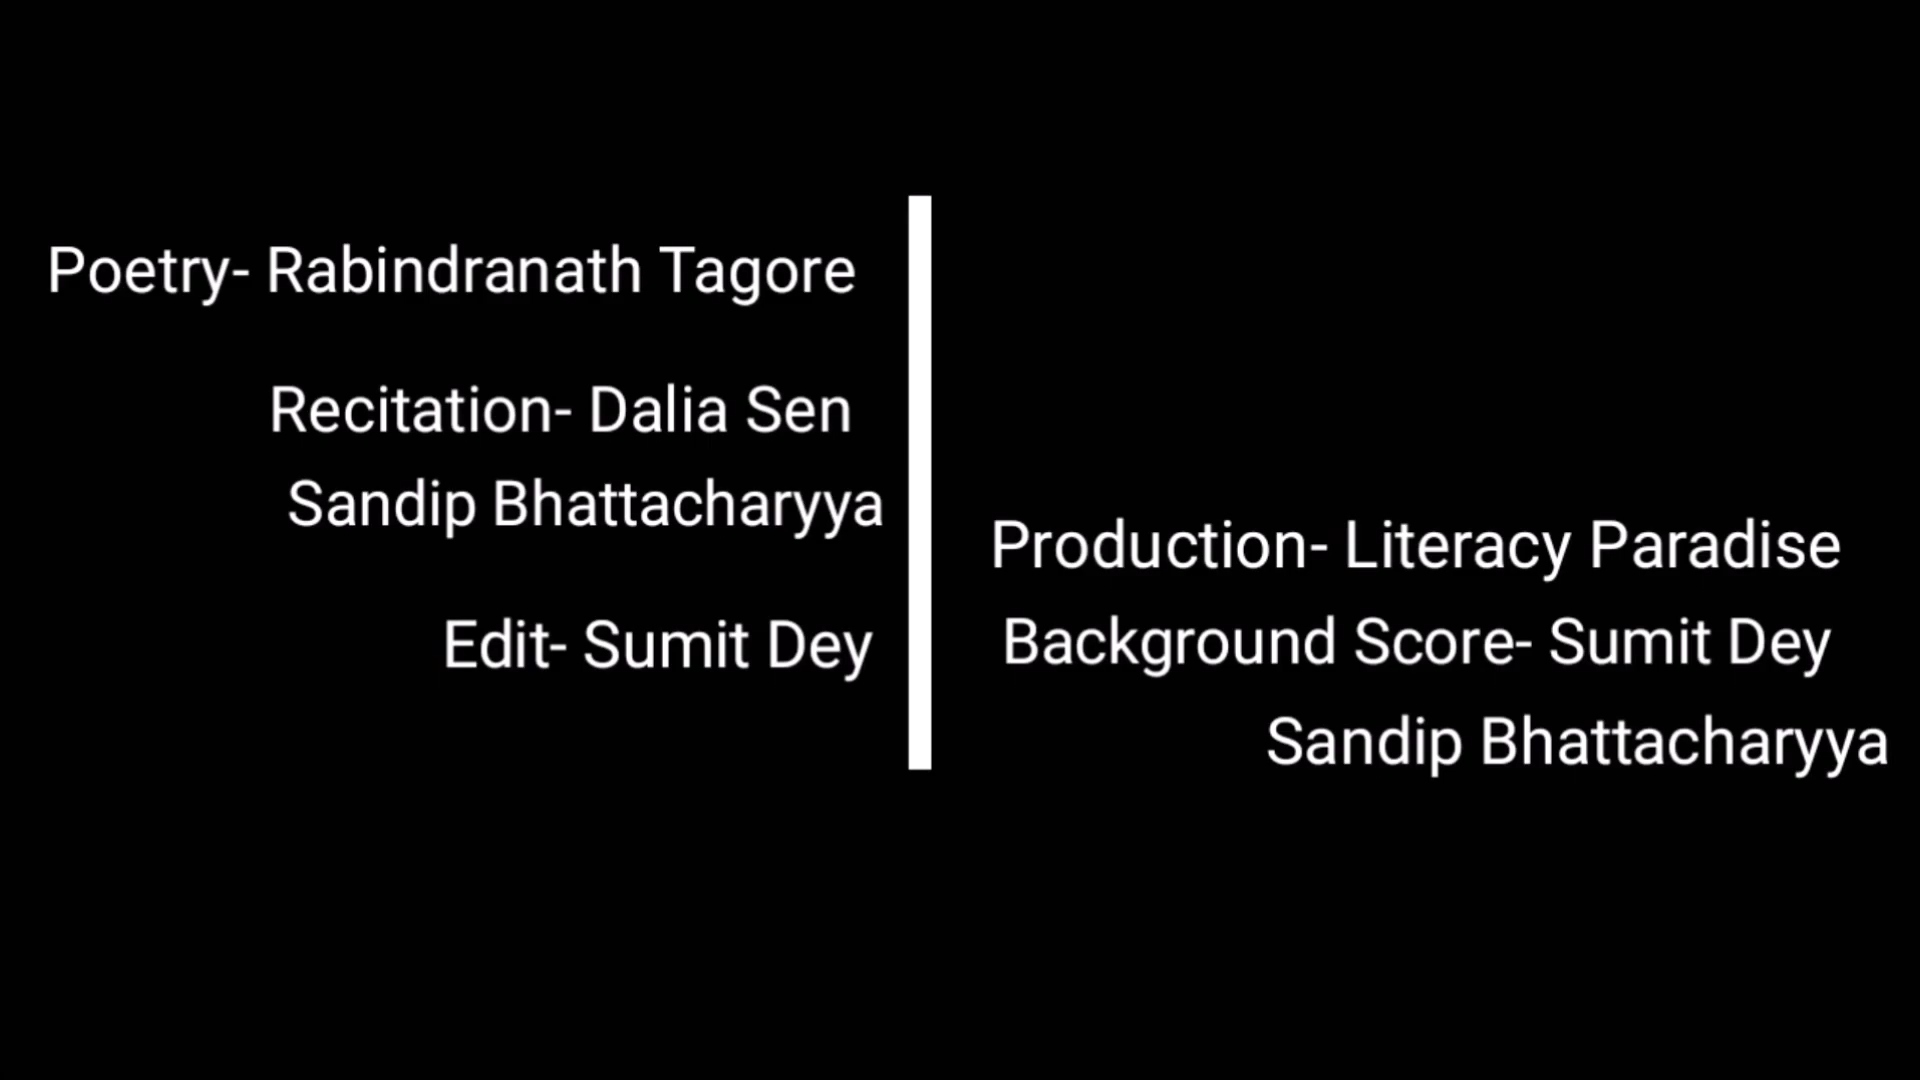 Poetry- Rabindranath Tagore
Recitation- Dalia Sen
Sandip Bhattacharyya
Edit- Sumit Dey
Production- Literacy Paradise
Background Score- Sumit Dey
Sandip Bhattacharyya